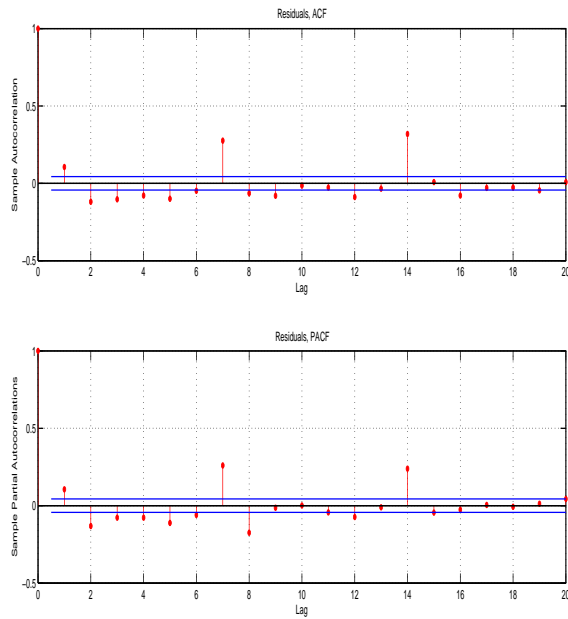 Residuals, ACF
Sample Autocorrelation
1
0.5
0
−0.5
0 2 4 6 8 10 12 14 16 18 20
Lag
Residuals, PACF
Sample Partial Autocorrelations
1
0.5
0
−0.5
0 2 4 6 8 10 12 14 16 18 20
Lag